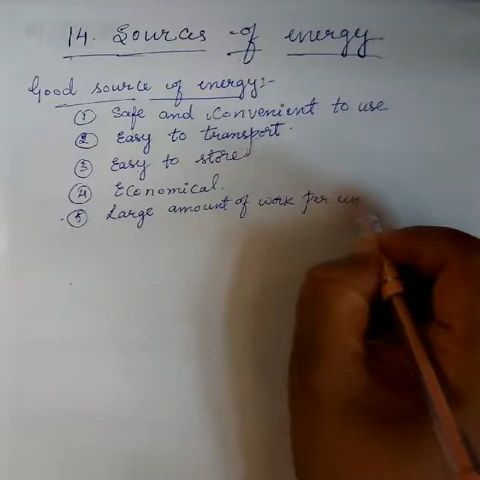 14. Sources of energy
Good source of energy:-
① Safe and Convenient to use
② Easy to transport.
③ Easy to store
④ Economical.
⑤ Large amount of work per un